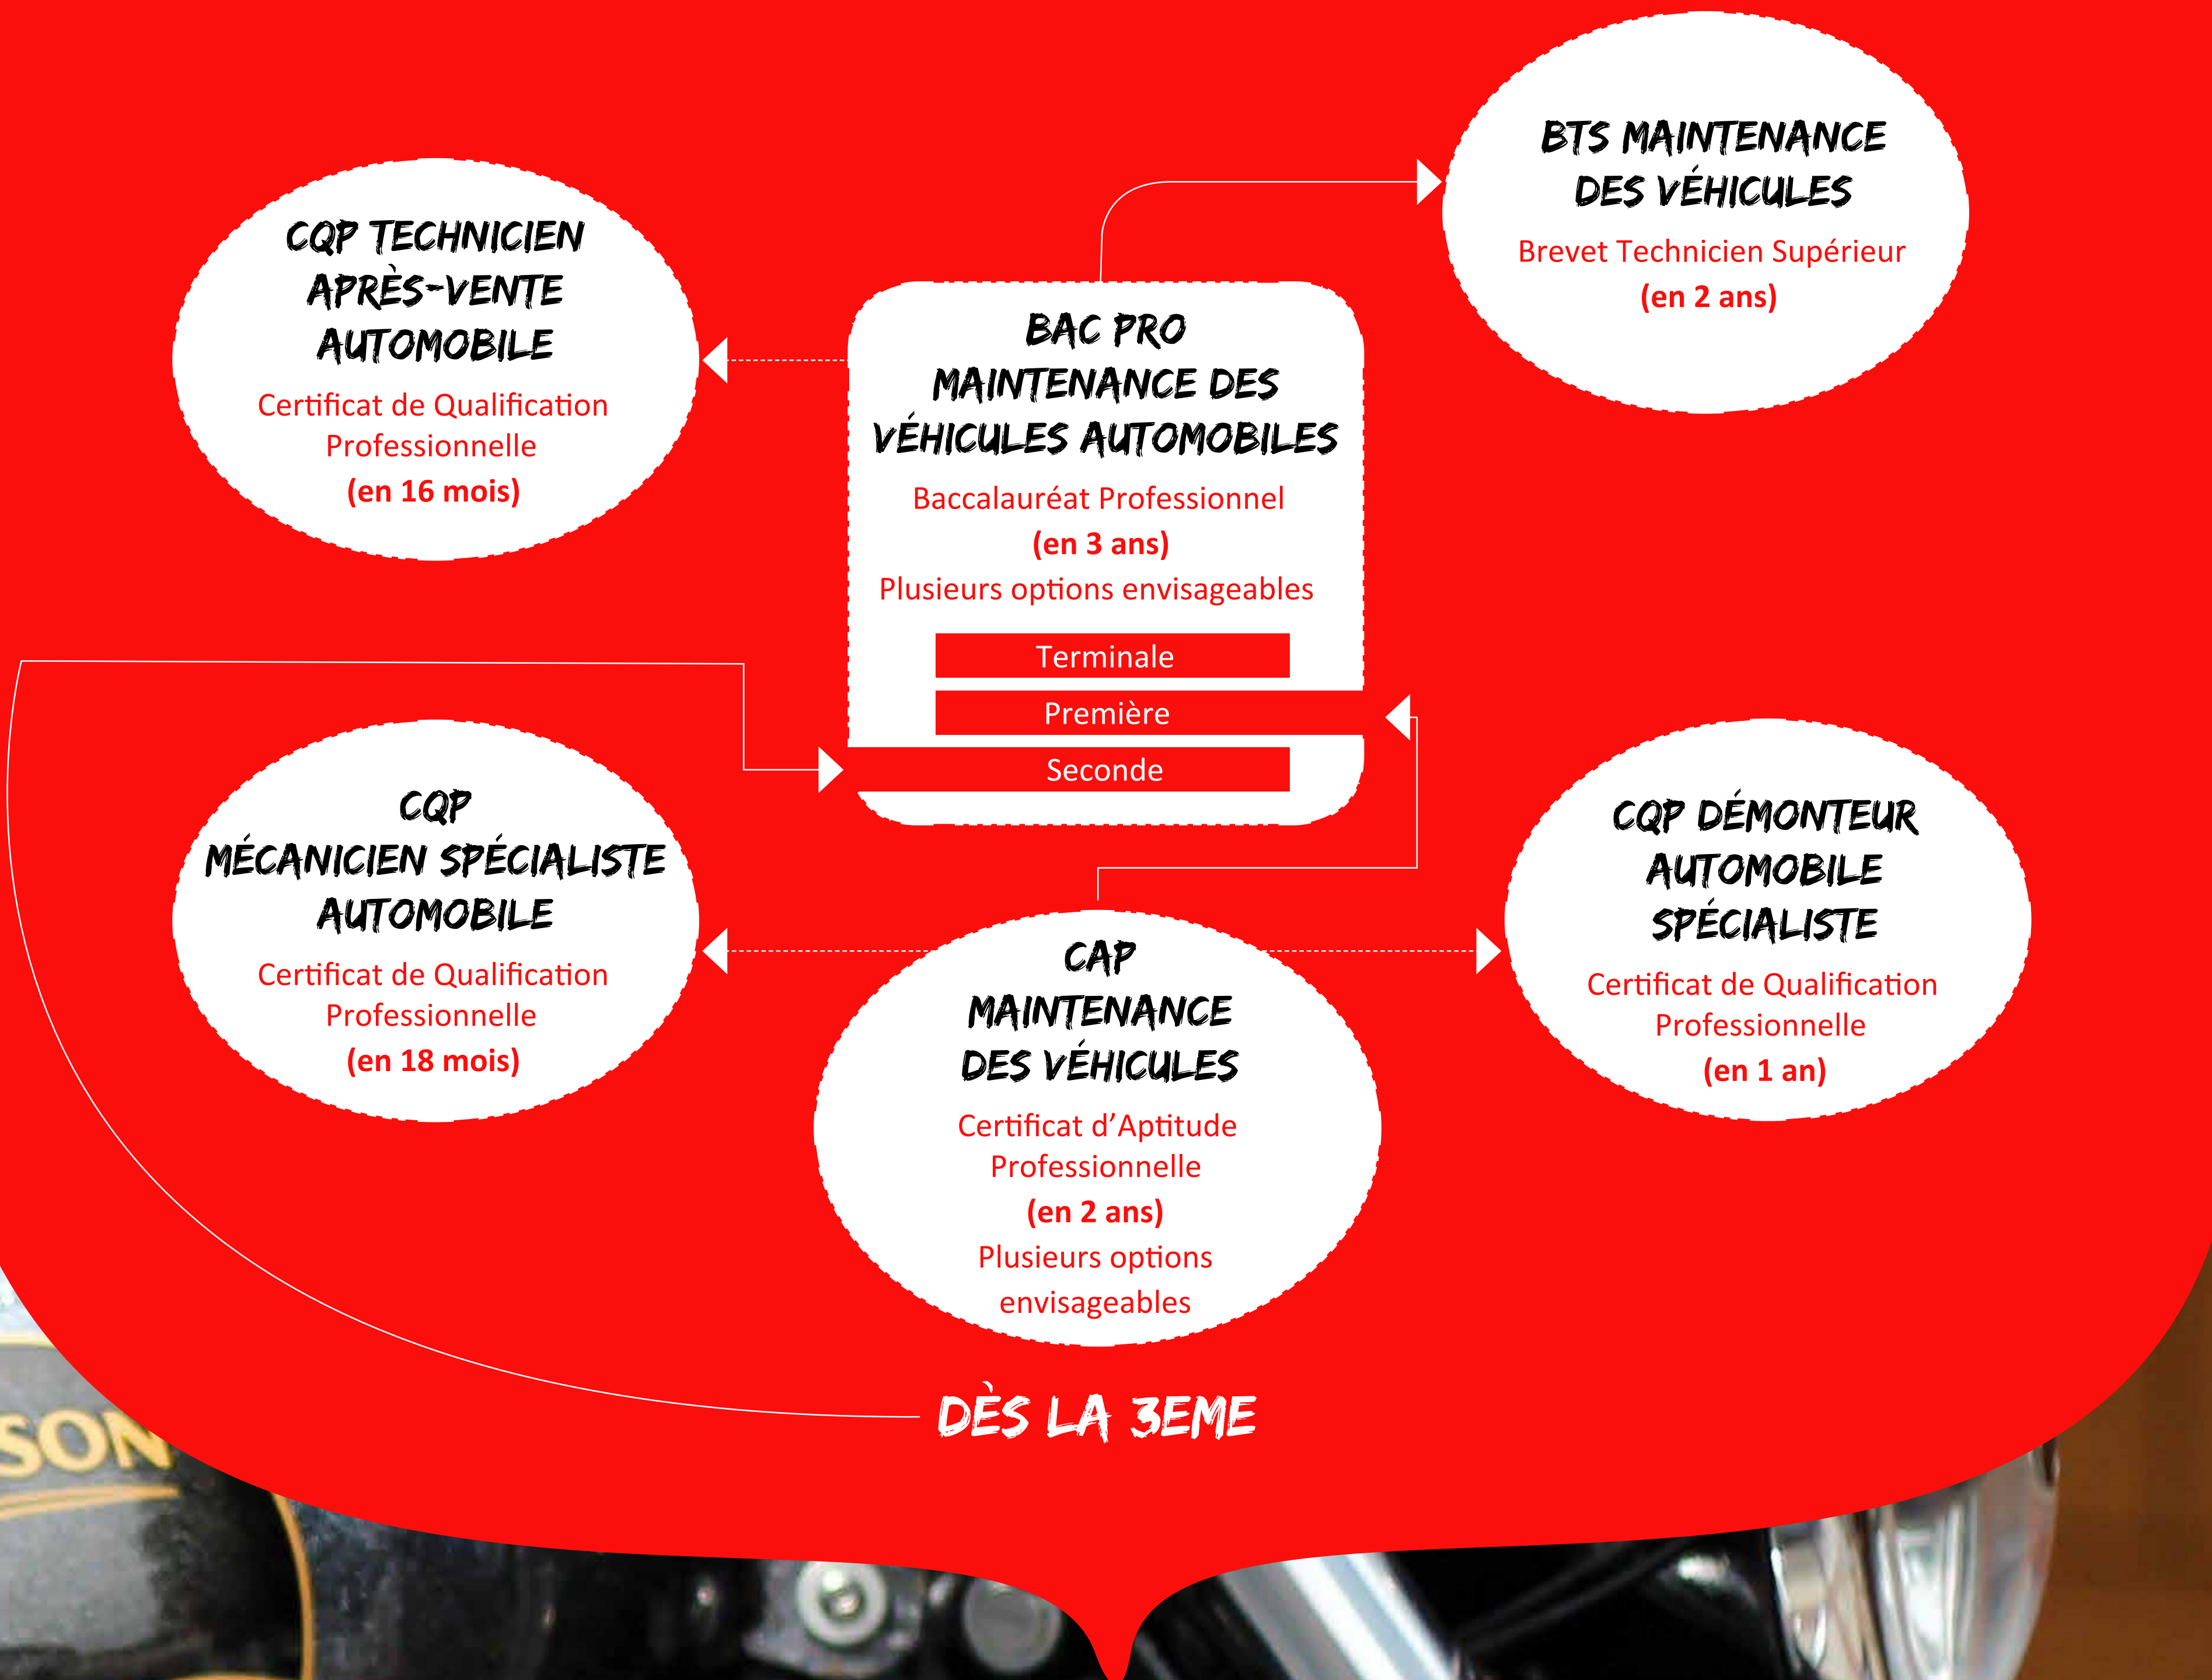 BTS MAINTENANCE
DES VÉHICULES
Brevet Technicien Supérieur
(en 2 ans)
CQP TECHNICIEN
APRÈS-VENTE
AUTOMOBILE
Certificat de Qualification
Professionnelle
(en 16 mois)
BAC PRO
MAINTENANCE DES
VÉHICULES AUTOMOBILES
Baccalauréat Professionnel
(en 3 ans)
Plusieurs options envisageables
Terminale
Première
Seconde
CQP
MÉCANICIEN SPÉCIALISTE
AUTOMOBILE
Certificat de Qualification
Professionnelle
(en 18 mois)
CQP DÉMONTEUR
AUTOMOBILE
SPÉCIALISTE
Certificat de Qualification
Professionnelle
(en 1 an)
CAP
MAINTENANCE
DES VÉHICULES
Certificat d’Aptitude
Professionnelle
(en 2 ans)
Plusieurs options
envisageables
DÈS LA 3EME
SON